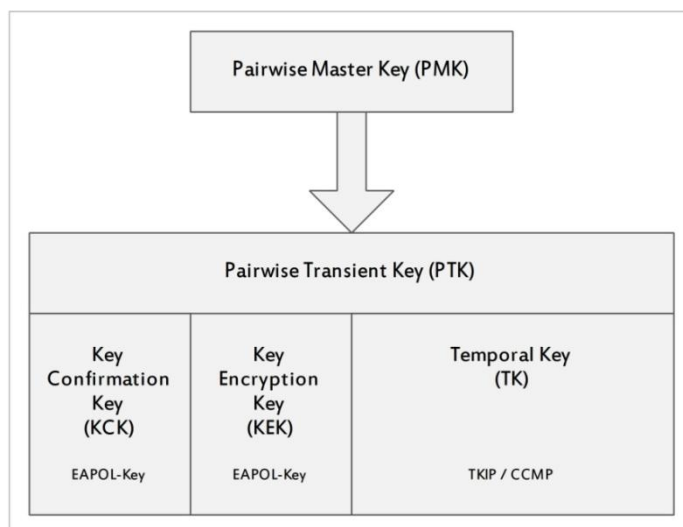 Pairwise Master Key (PMK)
Pairwise Transient Key (PTK)
Key
Confirmation
Key
(KCK)
EAPOL-Key
Key
Encryption
Key
(KEK)
EAPOL-Key
Temporal Key
(TK)
TKIP / CCMP